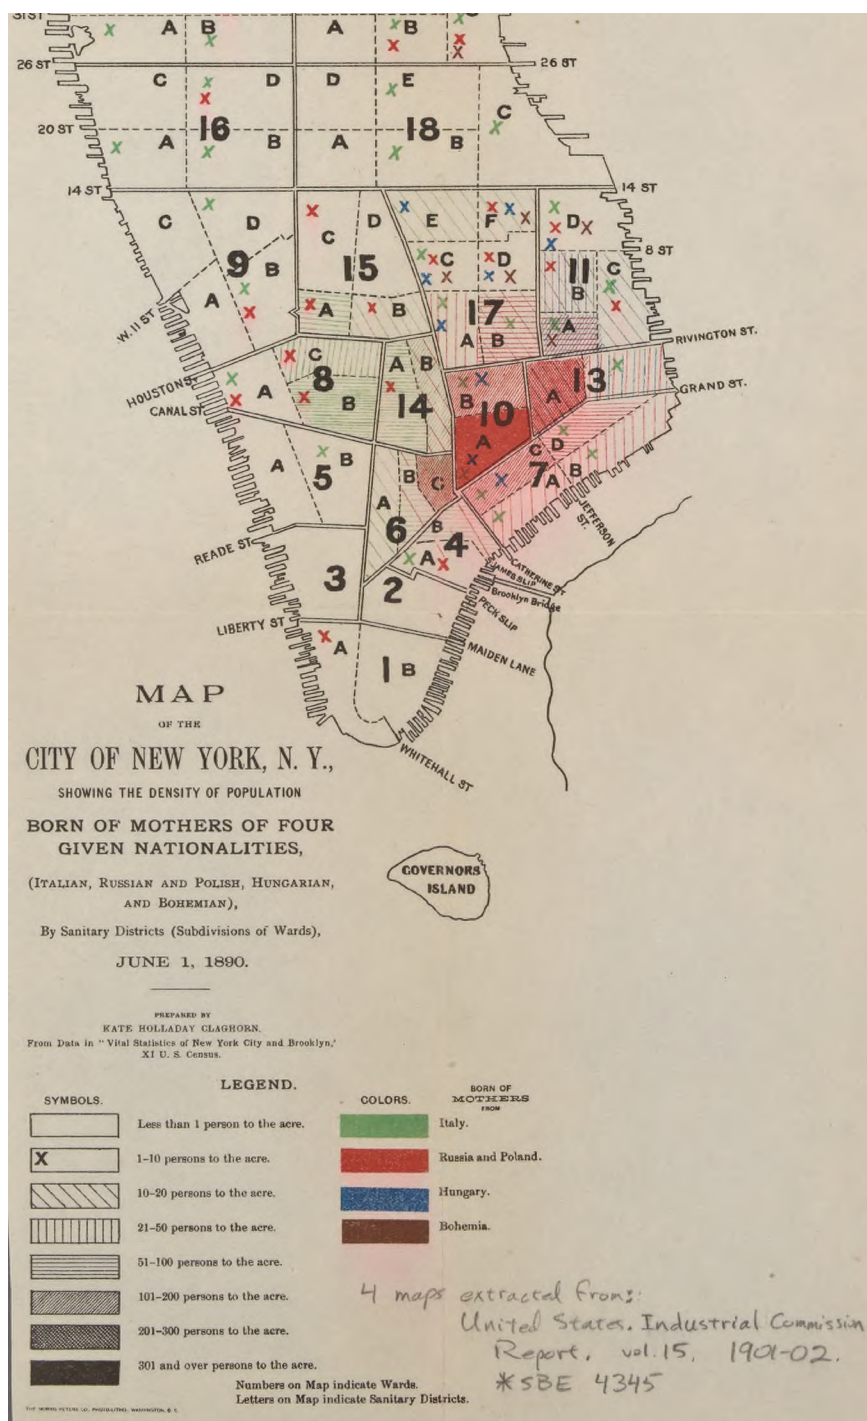 31 ST
A B
A B
C
26 ST
26 ST
C D
D E
C
20 ST
16
18
A B
A B
14 ST
14 ST
C D
D
E F
D
C
8 ST
9
B
15
C D
11
C
A
B
W. 11 ST
A B
17
A B
A
RIVINGTON ST.
HOUSTON S.
C
A B
13
GRAND ST.
CANAL ST.
A
8
B
14
B
10
A
A
C D
5
A B
B C
7
A B
A
6
B
JEFFERSON ST.
READE ST.
4
A
CATHERINE ST
JAMES SLIP
Brooklyn Bridge
3
2
PECK SLIP
LIBERTY ST
A
MAIDEN LANE
1 B
WHITEHALL ST
MAP
OF THE
CITY OF NEW YORK, N. Y.,
SHOWING THE DENSITY OF POPULATION
BORN OF MOTHERS OF FOUR
GIVEN NATIONALITIES,
(ITALIAN, RUSSIAN AND POLISH, HUNGARIAN,
AND BOHEMIAN),
By Sanitary Districts (Subdivisions of Wards),
JUNE 1, 1890.
GOVERNORS
ISLAND
PREPARED BY
KATE HOLLADAY CLAGHORN.
From Data in "Vital Statistics of New York City and Brooklyn,'
XI U. S. Census.
LEGEND.
SYMBOLS.
COLORS.
BORN OF
MOTHERS
FROM
Less than 1 person to the acre.
Italy.
X
1-10 persons to the acre.
Russia and Poland.
10-20 persons to the acre.
Hungary.
21-50 persons to the acre.
Bohemia.
51-100 persons to the acre.
101-200 persons to the acre.
201-300 persons to the acre.
301 and over persons to the acre.
Numbers on Map indicate Wards.
Letters on Map indicate Sanitary Districts.
4 maps extracted from:
United States. Industrial Commission
Report. vol. 15. 1901-02.
*SBE 4345
THE NORRIS PETERS CO., PHOTO-LITHO., WASHINGTON, D. C.